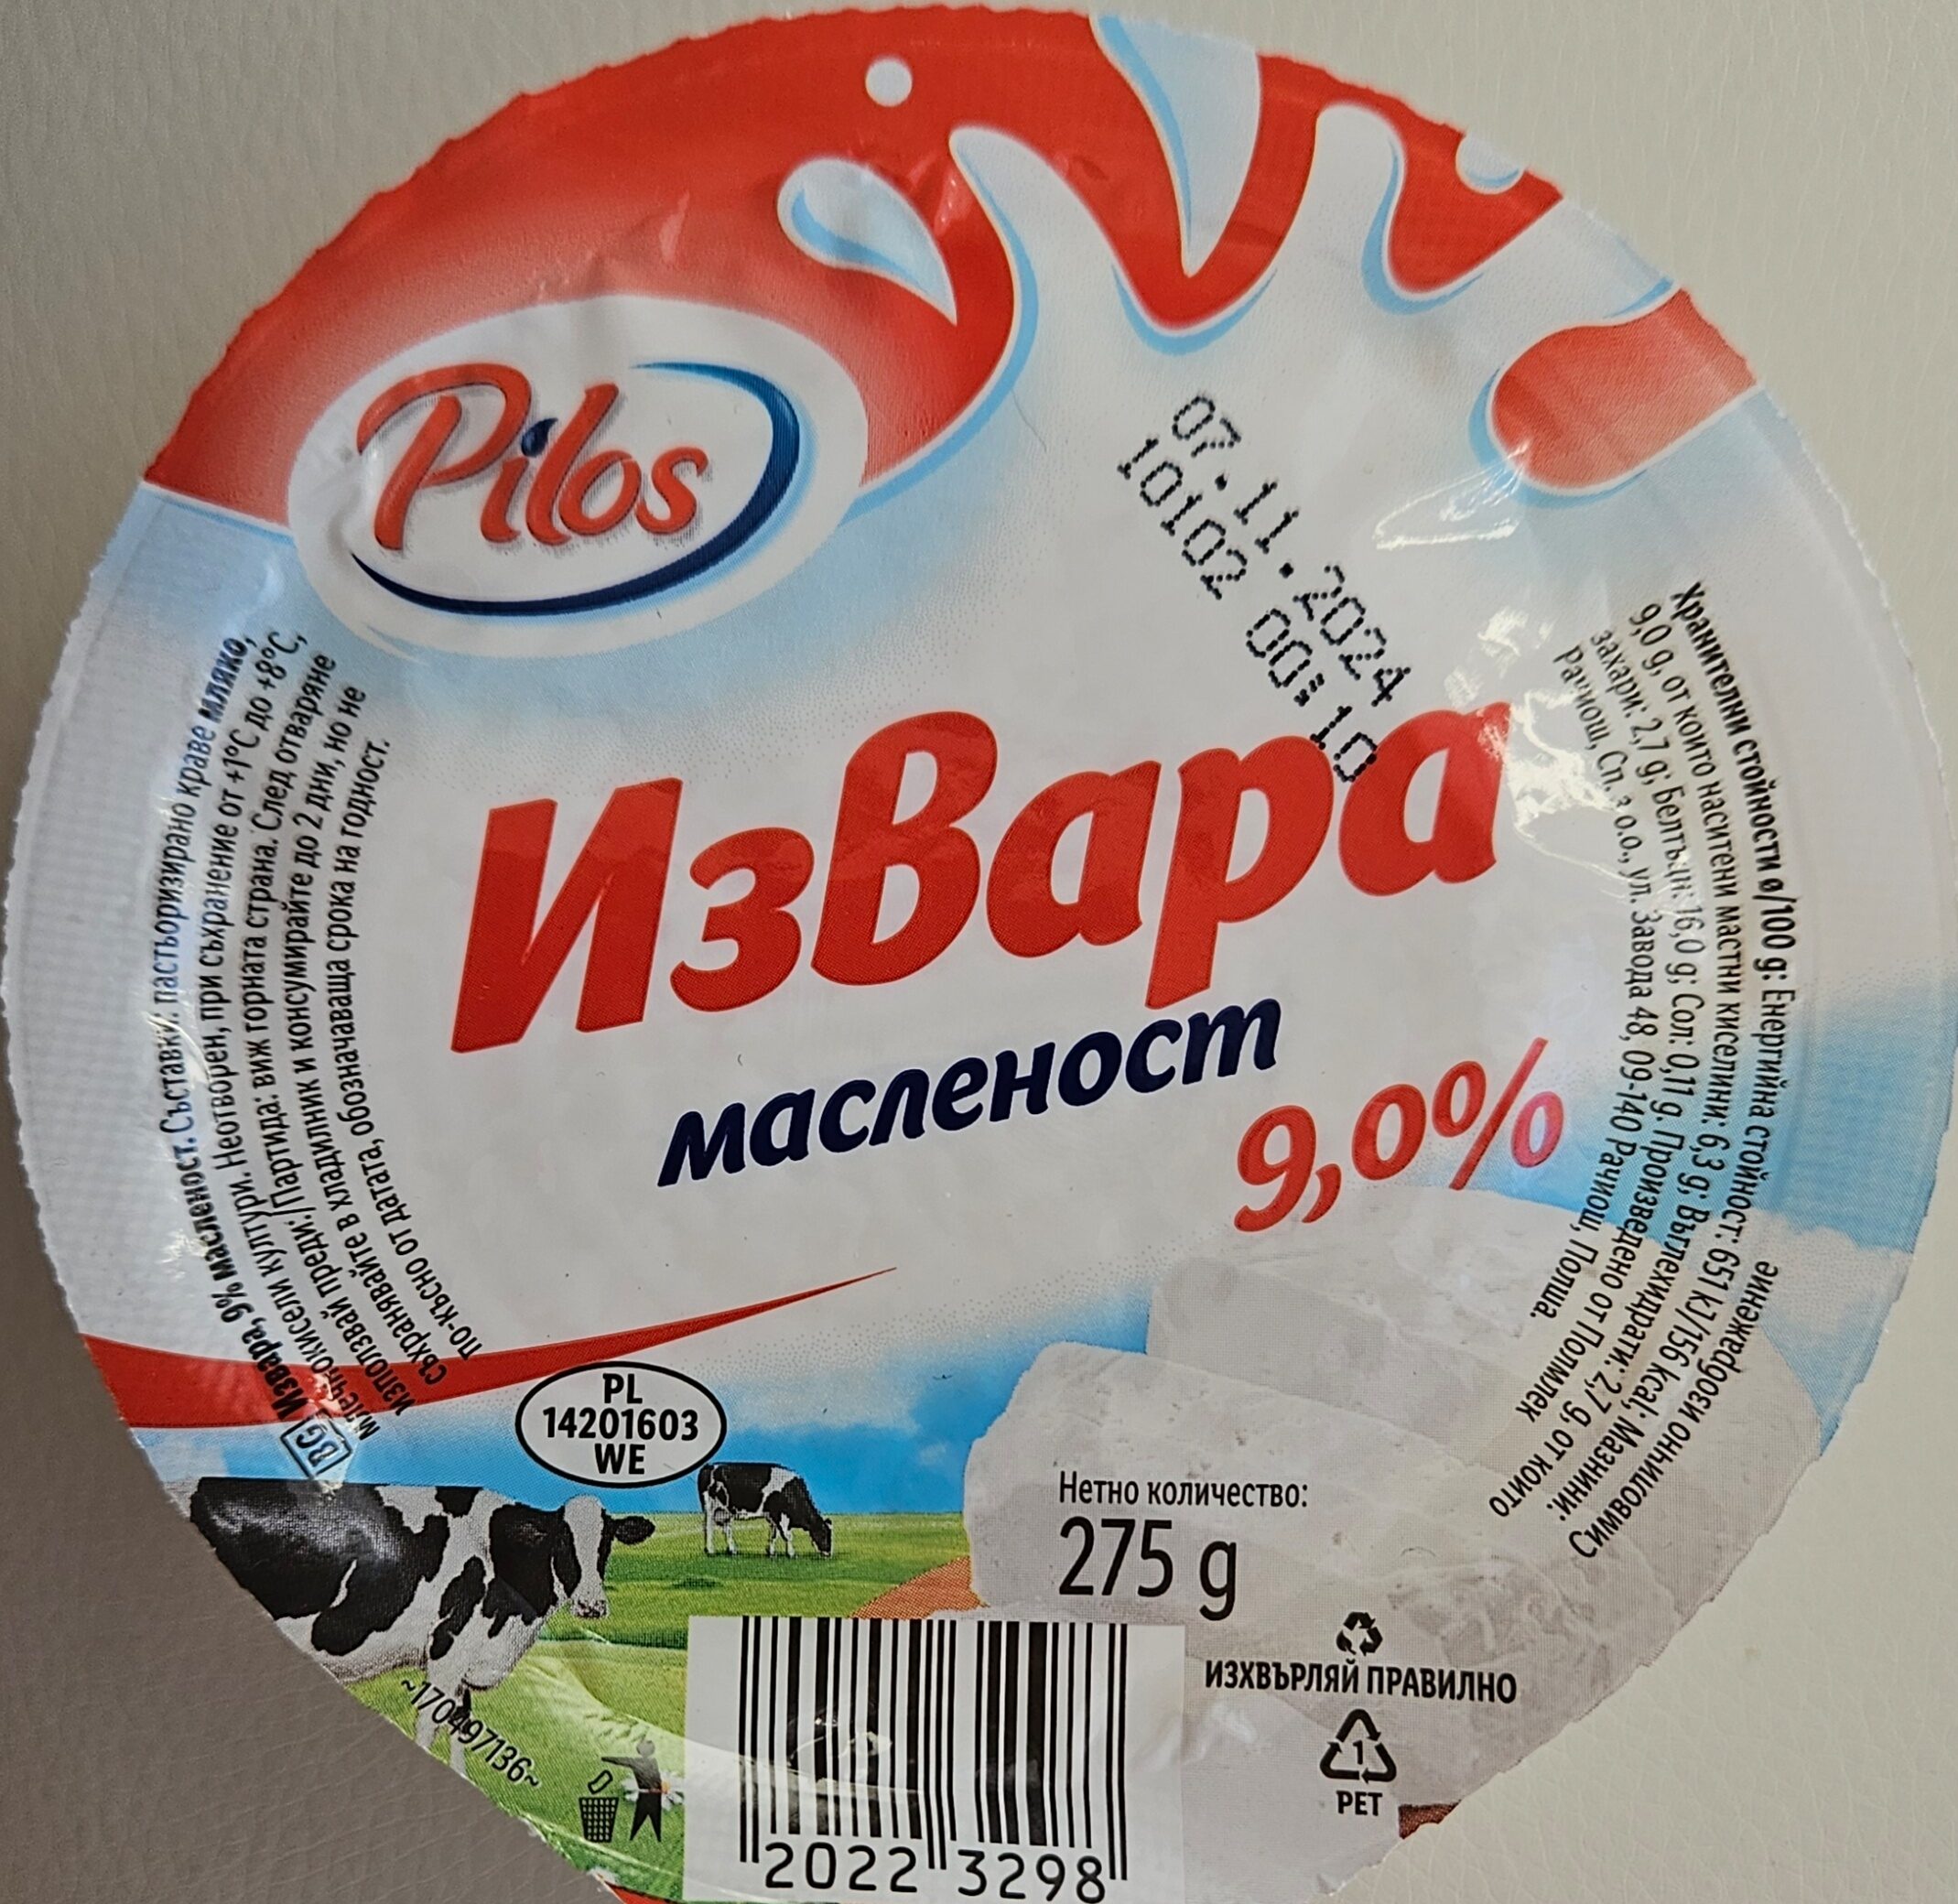 Pilos
07.11.2024
10102 00:10
Извара
масленост
9,0%
BG Извара, 9% масленост. Съставки: пастьоризирано краве мляко,
млечнокисели култури. Неотворен, при съхранение от +1°C до +8°C,
използвай преди:/Партида: виж горната страна. След отваряне
съхранявайте в хладилник и консумирайте до 2 дни, но не
по-късно от датата, обозначаваща срока на годност.
Хранителни стойности ø/100 g: Енергийна стойност: 651 kJ/156 kcal; Мазнини:
9,0 g, от които наситени мастни киселини: 6,3 g; Въглехидрати: 2,7 g, от които
захари: 2,7 g; Белтъци: 16,0 g; Сол: 0,11 g. Произведено от Полмлек
Рачиош, Сп. з о.о., ул. Завода 48, 09-140 Рачиош, Полша.
Символично изображение
PL
14201603
WE
Нетно количество:
275 g
ИЗХВЪРЛЯЙ ПРАВИЛНО
1
PET
~170497136~
2022 3298